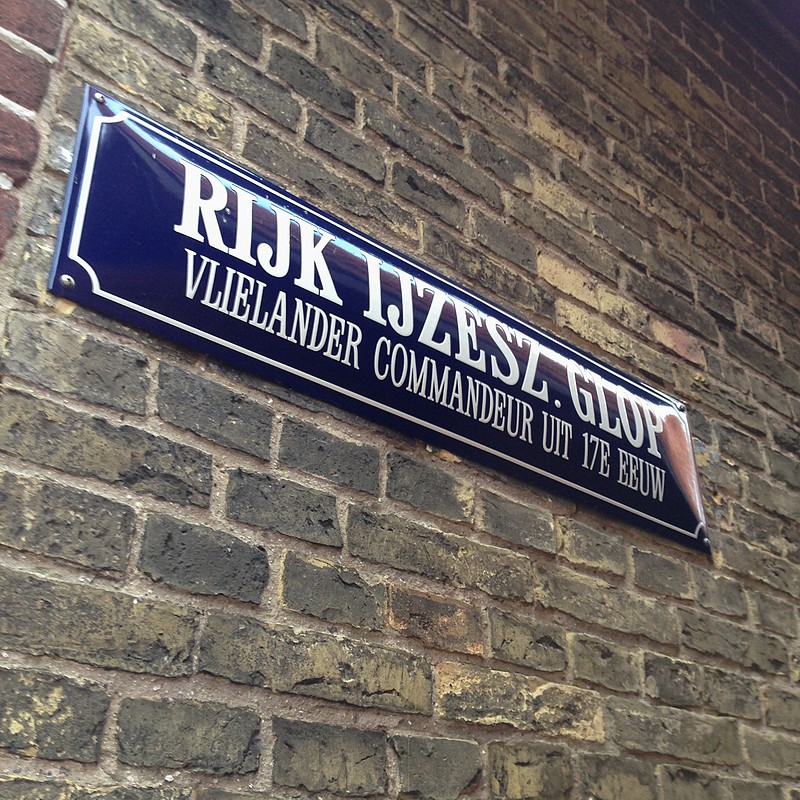 RIJK IJZESZ. GLOP
VLIELANDER COMMANDEUR UIT 17E EEUW